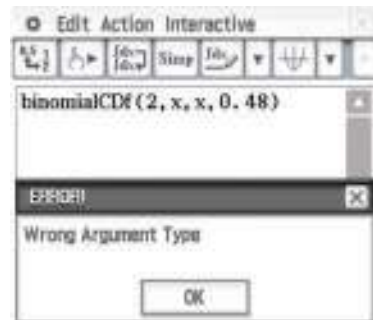 Edit Action Interactive
Simp
binomialCDf(2,x,x,0.48)
ERROR!
Wrong Argument Type
OK